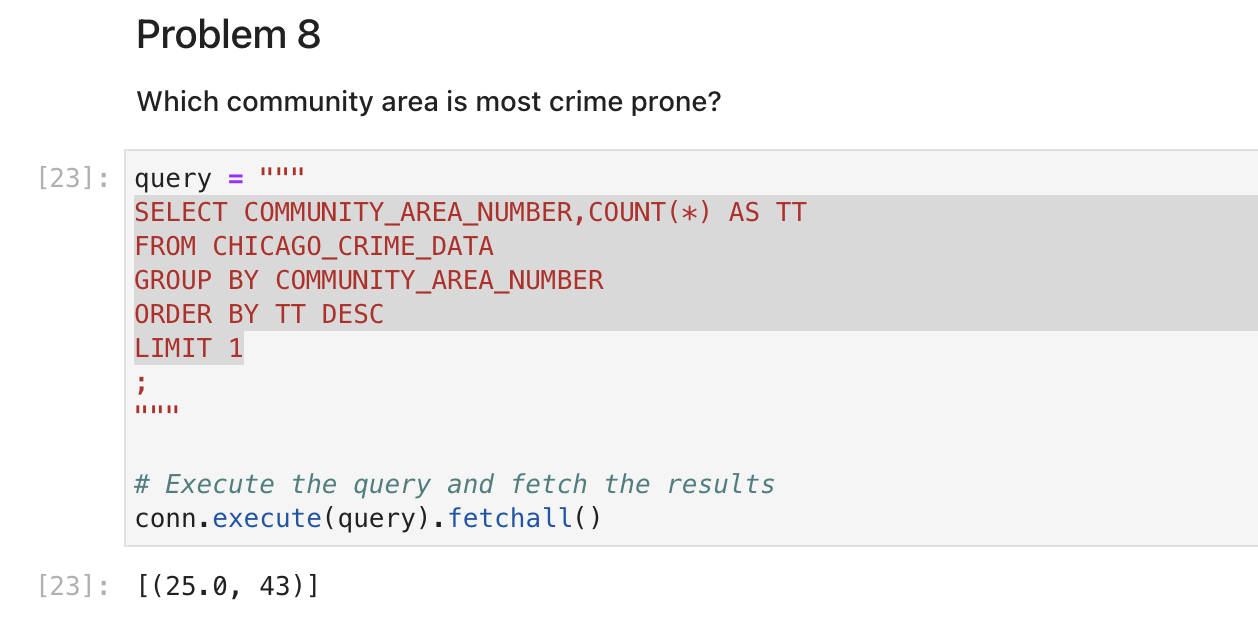 Problem 8
Which community area is most crime prone?
[23]: query = """
SELECT COMMUNITY_AREA_NUMBER,COUNT(*) AS TT
FROM CHICAGO_CRIME_DATA
GROUP BY COMMUNITY_AREA_NUMBER
ORDER BY TT DESC
LIMIT 1
;
"""
# Execute the query and fetch the results
conn.execute(query).fetchall()
[23]: [(25.0, 43)]